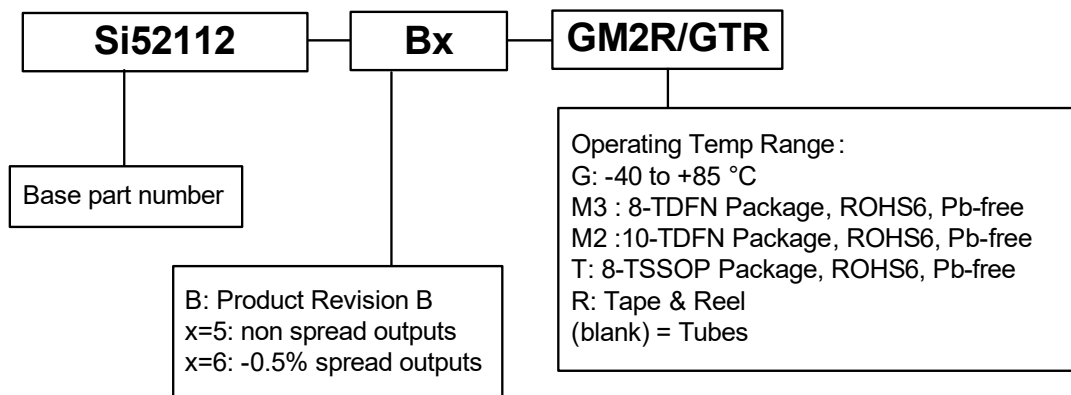 Si52112
Bx
GM2R/GTR
Base part number
B: Product Revision B
x=5: non spread outputs
x=6: -0.5% spread outputs
Operating Temp Range :
G: -40 to +85 °C
M3 : 8-TDFN Package, ROHS6, Pb-free
M2 :10-TDFN Package, ROHS6, Pb-free
T: 8-TSSOP Package, ROHS6, Pb-free
R: Tape & Reel
(blank) = Tubes